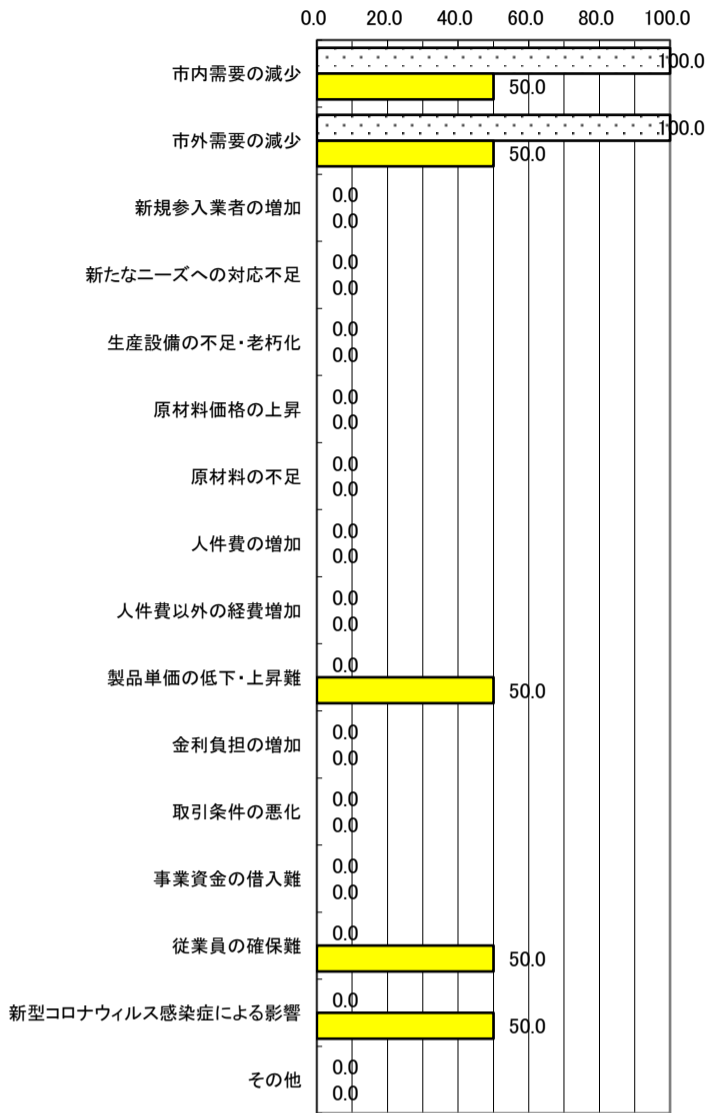 0.0 20.0 40.0 60.0 80.0 100.0
市内需要の減少
100.0
50.0
市外需要の減少
100.0
50.0
新規参入業者の増加
0.0
0.0
新たなニーズへの対応不足
0.0
0.0
生産設備の不足・老朽化
0.0
0.0
原材料価格の上昇
0.0
0.0
原材料の不足
0.0
0.0
人件費の増加
0.0
0.0
人件費以外の経費増加
0.0
0.0
製品単価の低下・上昇難
0.0
50.0
金利負担の増加
0.0
0.0
取引条件の悪化
0.0
0.0
事業資金の借入難
0.0
0.0
従業員の確保難
0.0
50.0
新型コロナウィルス感染症による影響
0.0
50.0
その他
0.0
0.0